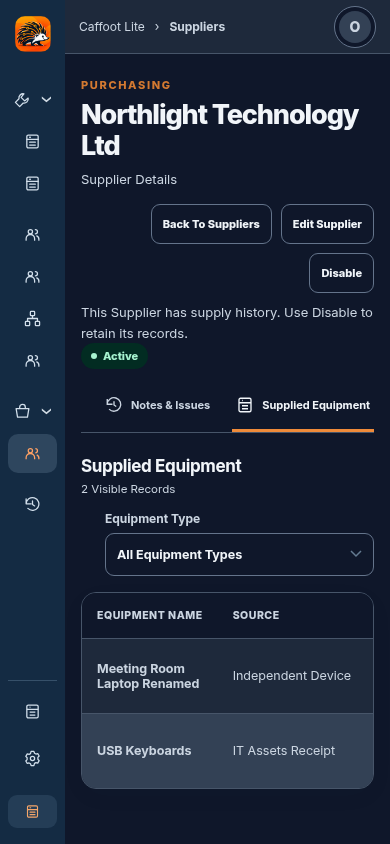 Caffoot Lite › Suppliers
O
PURCHASING
Northlight Technology
Ltd
Supplier Details
Back To Suppliers
Edit Supplier
Disable
This Supplier has supply history. Use Disable to
retain its records.
Active
Notes & Issues
Supplied Equipment
Supplied Equipment
2 Visible Records
Equipment Type
All Equipment Types
EQUIPMENT NAME SOURCE
Meeting Room
Laptop Renamed
Independent Device
USB Keyboards IT Assets Receipt